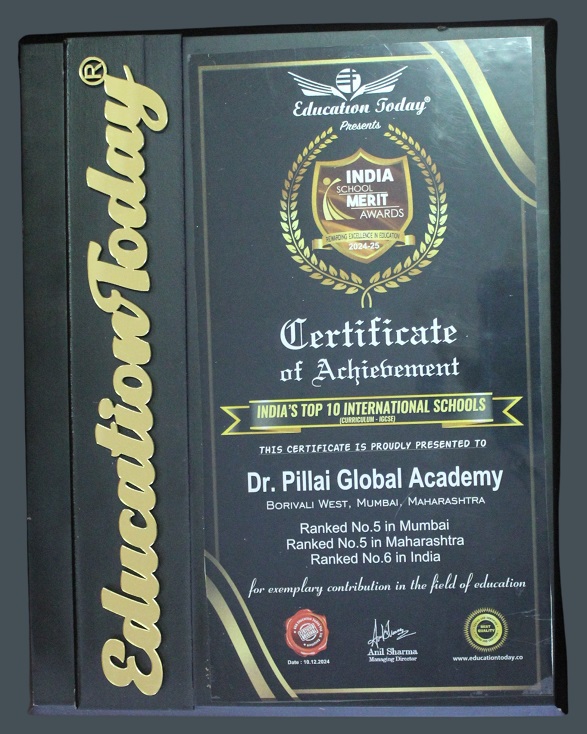 EducationToday®
Education Today®
Presents
INDIA
SCHOOL
MERIT
AWARDS
REWARDING EXCELLENCE IN EDUCATION
2024-25
Certificate
of Achievement
INDIA'S TOP 10 INTERNATIONAL SCHOOLS
(CURRICULUM - IGCSE)
THIS CERTIFICATE IS PROUDLY PRESENTED TO
Dr. Pillai Global Academy
BORIVALI WEST, MUMBAI, MAHARASHTRA
Ranked No.5 in Mumbai
Ranked No.5 in Maharashtra
Ranked No.6 in India
for exemplary contribution in the field of education
BEST
QUALITY
Anil Sharma
Managing Director
Date : 10.12.2024
www.educationtoday.co